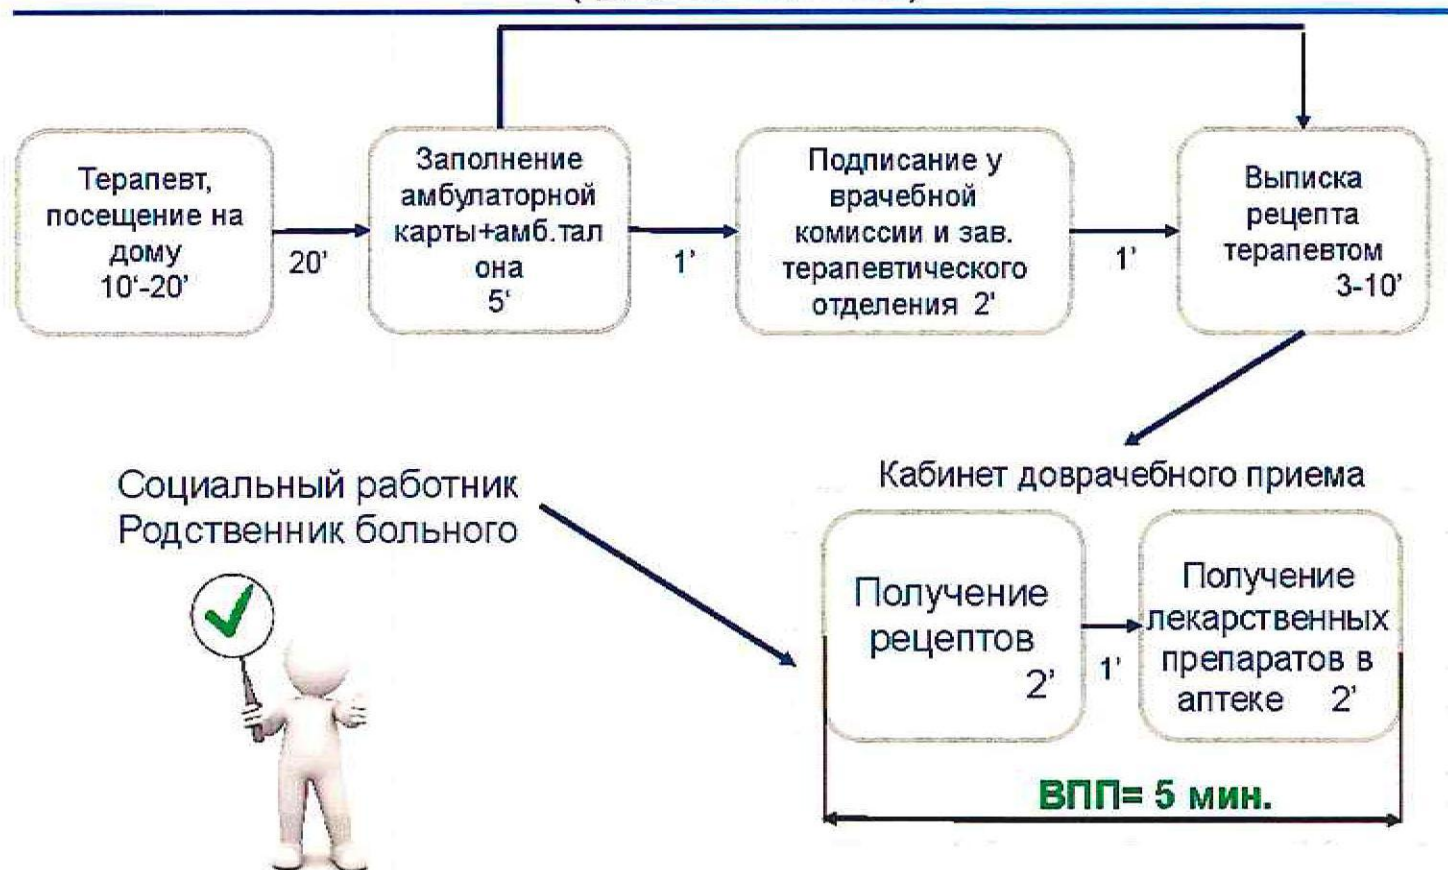 Терапевт,
посещение на
дому
10‘-20’
20’
Заполнение
амбулаторной
карты+амб.тал
она
5‘
1’
Подписание у
врачебной
комиссии и зав.
терапевтического
отделения 2'
1’
Выписка
рецепта
терапевтом
3-10’
Социальный работник
Родственник больного
Кабинет доврачебного приема
Получение
рецептов
2’
1’
Получение
лекарственных
препаратов в
аптеке 2’
ВПП= 5 мин.